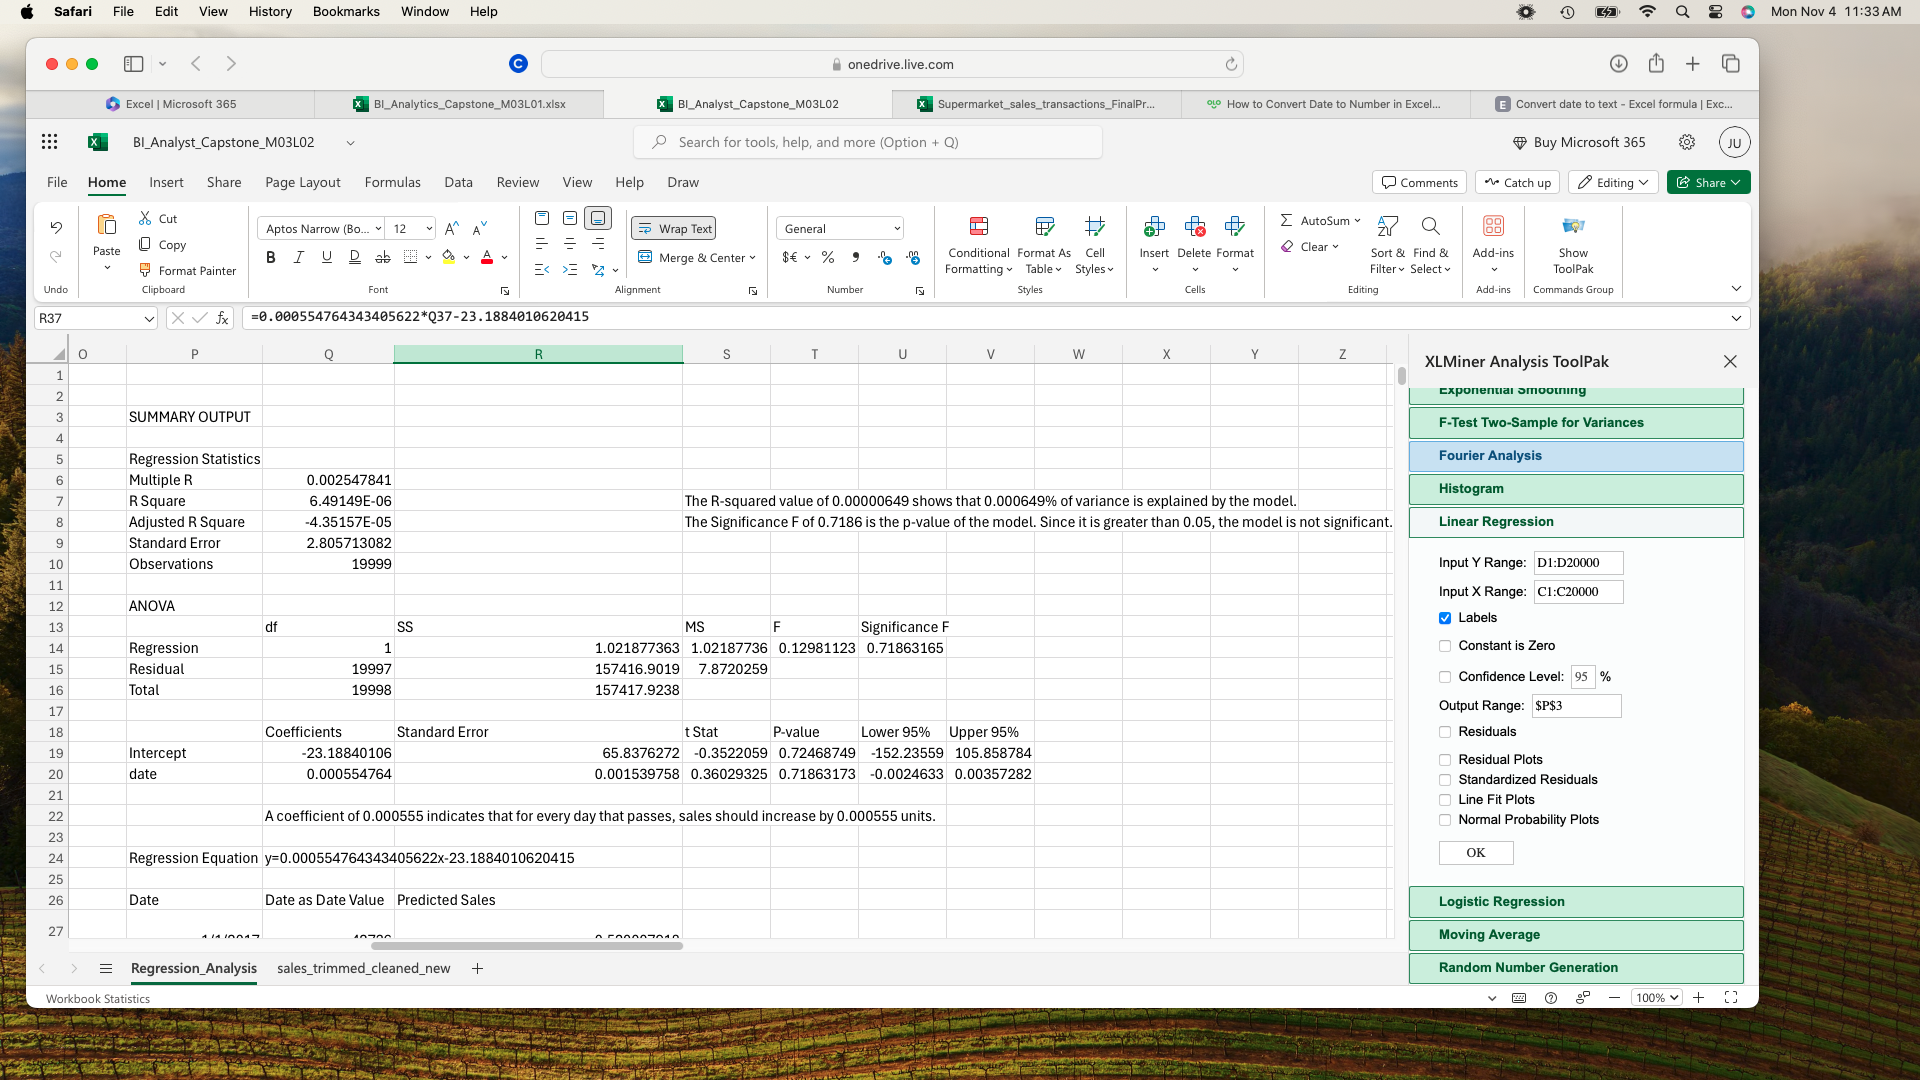 Safari File Edit View History Bookmarks Window Help Mon Nov 4 11:33 AM
onedrive.live.com
Excel | Microsoft 365 BI_Analytics_Capstone_M03L01.xlsx BI_Analyst_Capstone_M03L02 Supermarket_sales_transactions_FinalPr... How to Convert Date to Number in Excel... Convert date to text - Excel formula | Exc...
BI_Analyst_Capstone_M03L02 Search for tools, help, and more (Option + Q) Buy Microsoft 365 JU
File Home Insert Share Page Layout Formulas Data Review View Help Draw Comments Catch up Editing Share
Cut
Copy
Format Painter
Paste
Aptos Narrow (Bo... 12
Wrap Text
Merge & Center
General
Conditional Formatting Format As Table Cell Styles
Insert Delete Format
AutoSum
Clear
Sort & Filter Find & Select
Add-ins
Show ToolPak
Undo Clipboard Font Alignment Number Styles Cells Editing Add-ins Commands Group
R37 =0.000554764343405622*Q37-23.1884010620415
O P Q R S T U V W X Y Z
1
2
3 SUMMARY OUTPUT
4
5 Regression Statistics
6 Multiple R 0.002547841
7 R Square 6.49149E-06 The R-squared value of 0.00000649 shows that 0.000649% of variance is explained by the model.
8 Adjusted R Square -4.35157E-05 The Significance F of 0.7186 is the p-value of the model. Since it is greater than 0.05, the model is not significant.
9 Standard Error 2.805713082
10 Observations 19999
11
12 ANOVA
13 df SS MS F Significance F
14 Regression 1 1.021877363 1.02187736 0.12981123 0.71863165
15 Residual 19997 157416.9019 7.8720259
16 Total 19998 157417.9238
17
18 Coefficients Standard Error t Stat P-value Lower 95% Upper 95%
19 Intercept -23.18840106 65.8376272 -0.3522059 0.72468749 -152.23559 105.858784
20 date 0.000554764 0.001539758 0.36029325 0.71863173 -0.0024633 0.00357282
21
22 A coefficient of 0.000555 indicates that for every day that passes, sales should increase by 0.000555 units.
23
24 Regression Equation y=0.000554764343405622x-23.1884010620415
25
26 Date Date as Date Value Predicted Sales
27
XLMiner Analysis ToolPak
Exponential Smoothing
F-Test Two-Sample for Variances
Fourier Analysis
Histogram
Linear Regression
Input Y Range: D1:D20000
Input X Range: C1:C20000
Labels
Constant is Zero
Confidence Level: 95 %
Output Range: $P$3
Residuals
Residual Plots
Standardized Residuals
Line Fit Plots
Normal Probability Plots
OK
Logistic Regression
Moving Average
Random Number Generation
Regression_Analysis sales_trimmed_cleaned_new
Workbook Statistics 100%